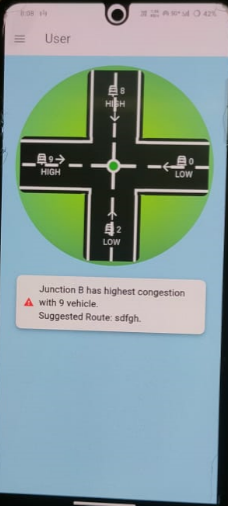 User
8
HIGH
9
HIGH
0
LOW
2
LOW
Junction B has highest congestion
with 9 vehicle.
Suggested Route: sdfgh.